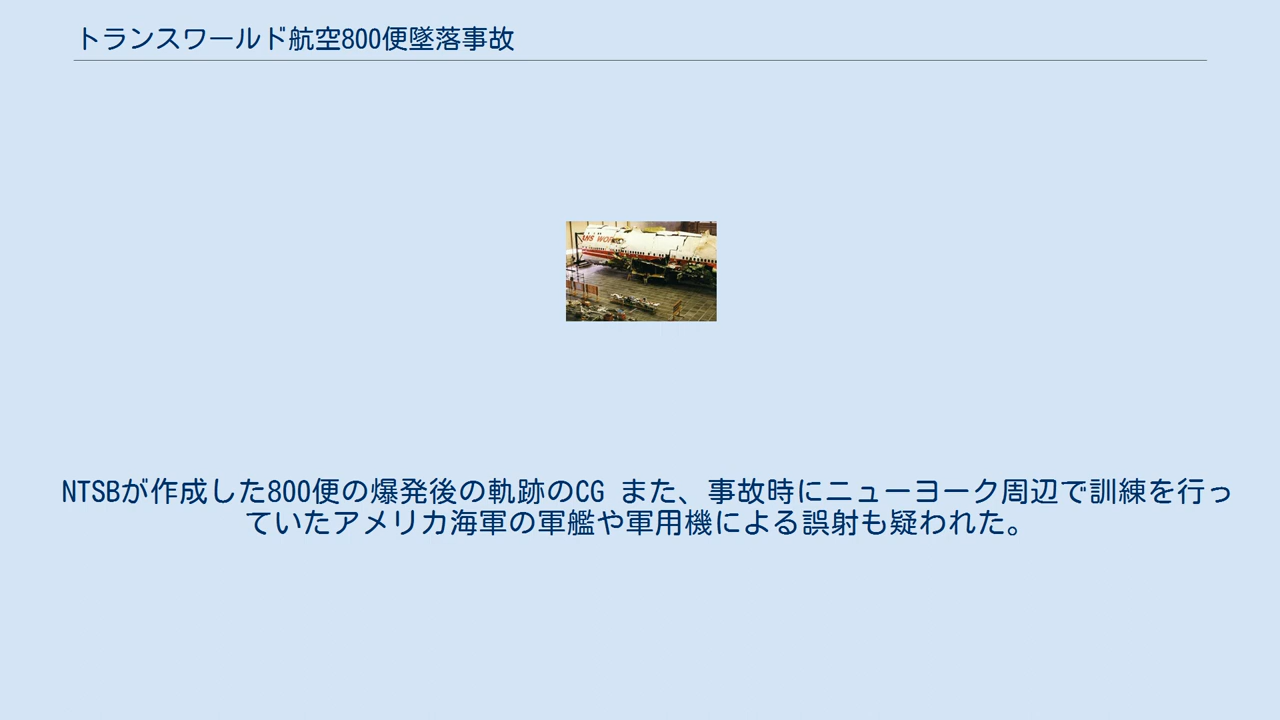 トランスワールド航空800便墜落事故
ANS WOR
NTSBが作成した800便の爆発後の軌跡のCG また、事故時にニューヨーク周辺で訓練を行っ
ていたアメリカ海軍の軍艦や軍用機による誤射も疑われた。